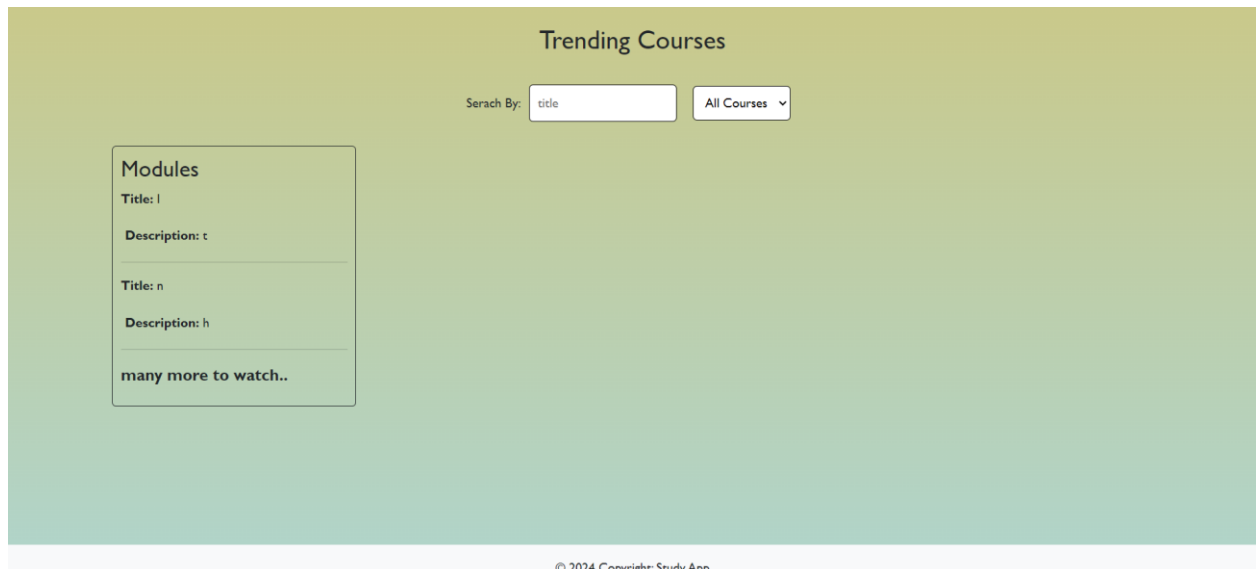 Trending Courses
Serach By: title All Courses
Modules
Title: l
Description: t
Title: n
Description: h
many more to watch..
© 2024 Copyright: Study App